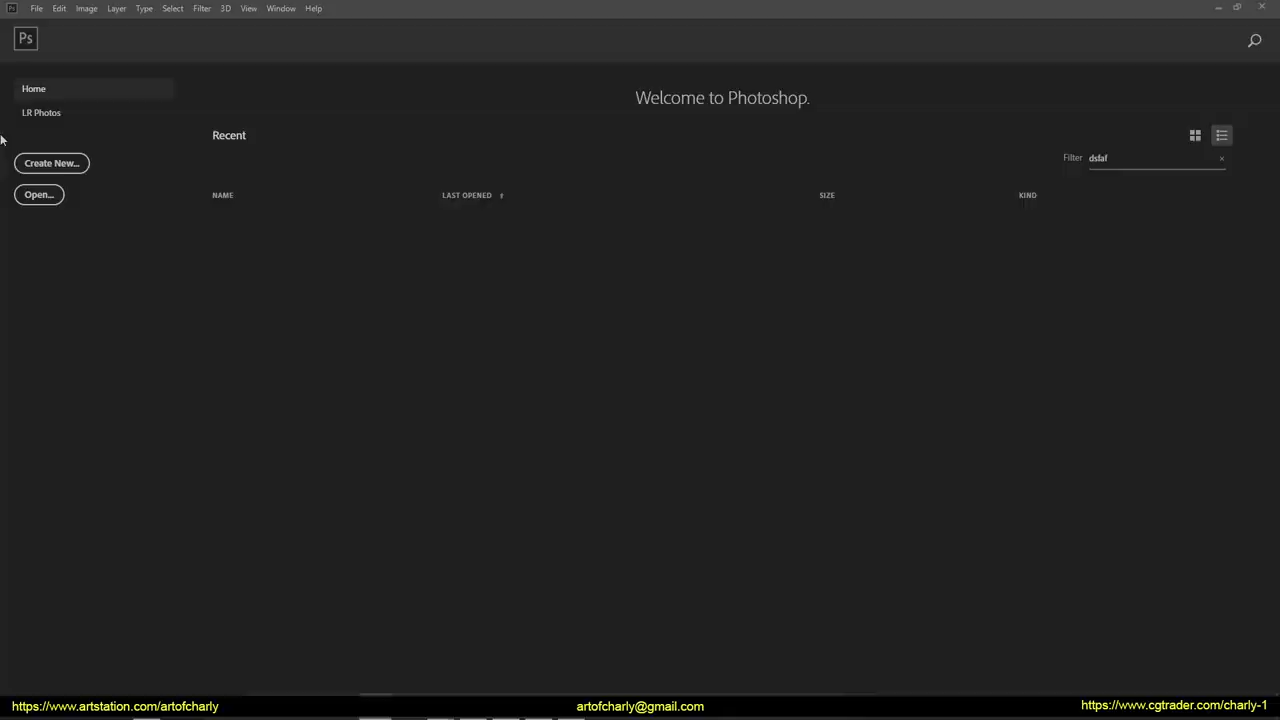 Ps File Edit Image Layer Type Select Filter 3D View Window Help
Ps
Home
Welcome to Photoshop.
LR Photos
Recent
Create New...
Filter dsfaf ×
Open...
NAME LAST OPENED SIZE KIND
https://www.artstation.com/artofcharly artofcharly@gmail.com https://www.cgtrader.com/charly-1